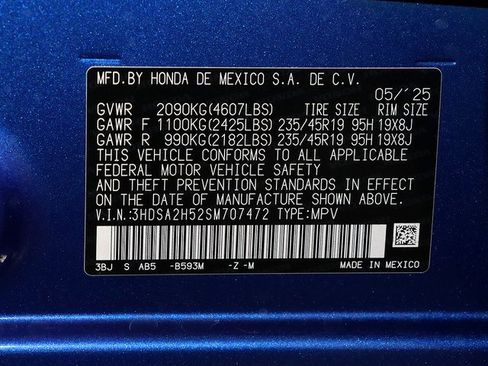 MFD.BY HONDA DE MEXICO S.A. DE C.V.
05/'25
GVWR 2090KG(4607LBS) TIRE SIZE RIM SIZE
GAWR F 1100KG(2425LBS) 235/45R19 95H 19X8J
GAWR R 990KG(2182LBS) 235/45R19 95H 19X8J
THIS VEHICLE CONFORMS TO ALL APPLICABLE
FEDERAL MOTOR VEHICLE SAFETY
AND THEFT PREVENTION STANDARDS IN EFFECT
ON THE DATE OF MANUFACTURE SHOWN ABOVE.
V.I.N.:3HDSA2H52SM707472 TYPE:MPV
3BJ S AB5 -B593M -Z -M MADE IN MEXICO